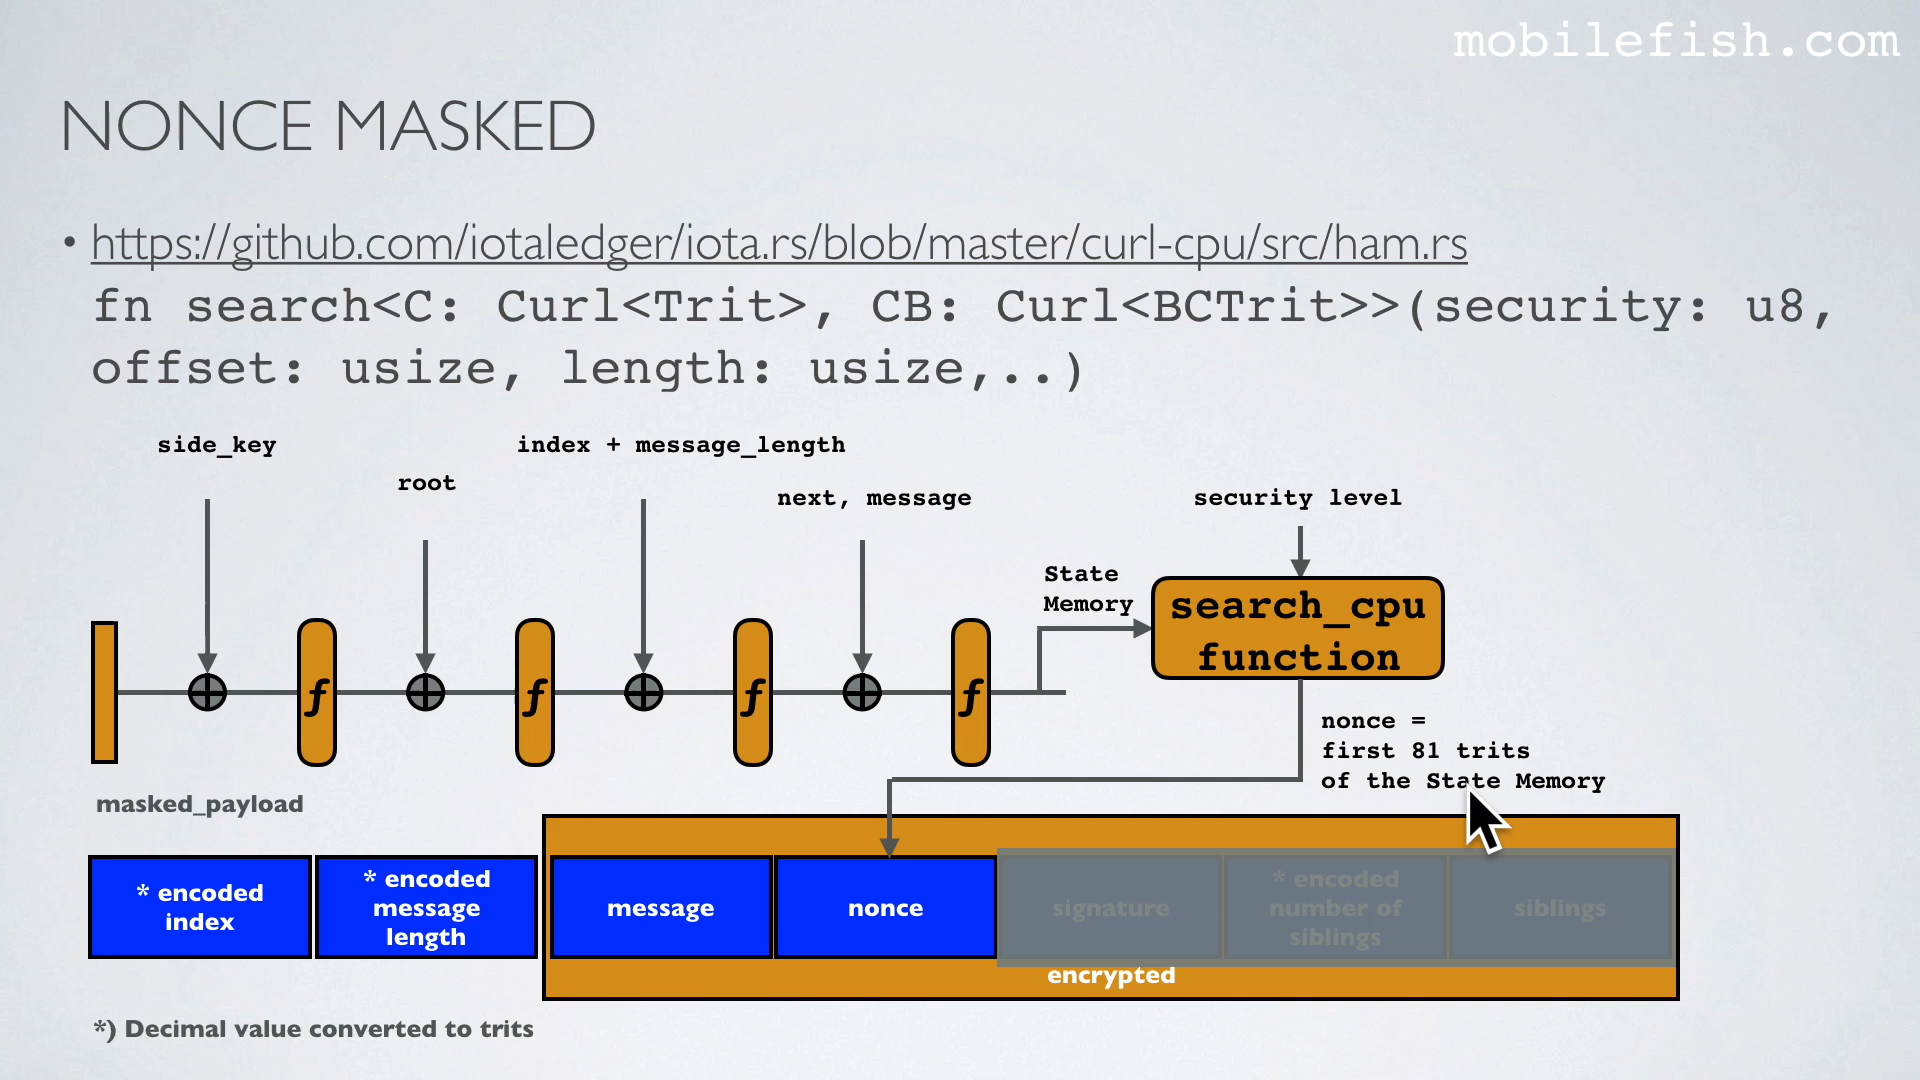 mobilefish.com
NONCE MASKED
• https://github.com/iotaledger/iota.rs/blob/master/curl-cpu/src/ham.rs
fn search<C: Curl<Trit>, CB: Curl<BCTrit>>(security: u8,
offset: usize, length: usize,..)
side_key
index + message_length
root
next, message
security level
State
Memory
search_cpu
function
f
f
f
f
nonce =
first 81 trits
of the State Memory
masked_payload
* encoded
index
* encoded
message
length
message
nonce
signature
* encoded
number of
siblings
siblings
encrypted
*) Decimal value converted to trits